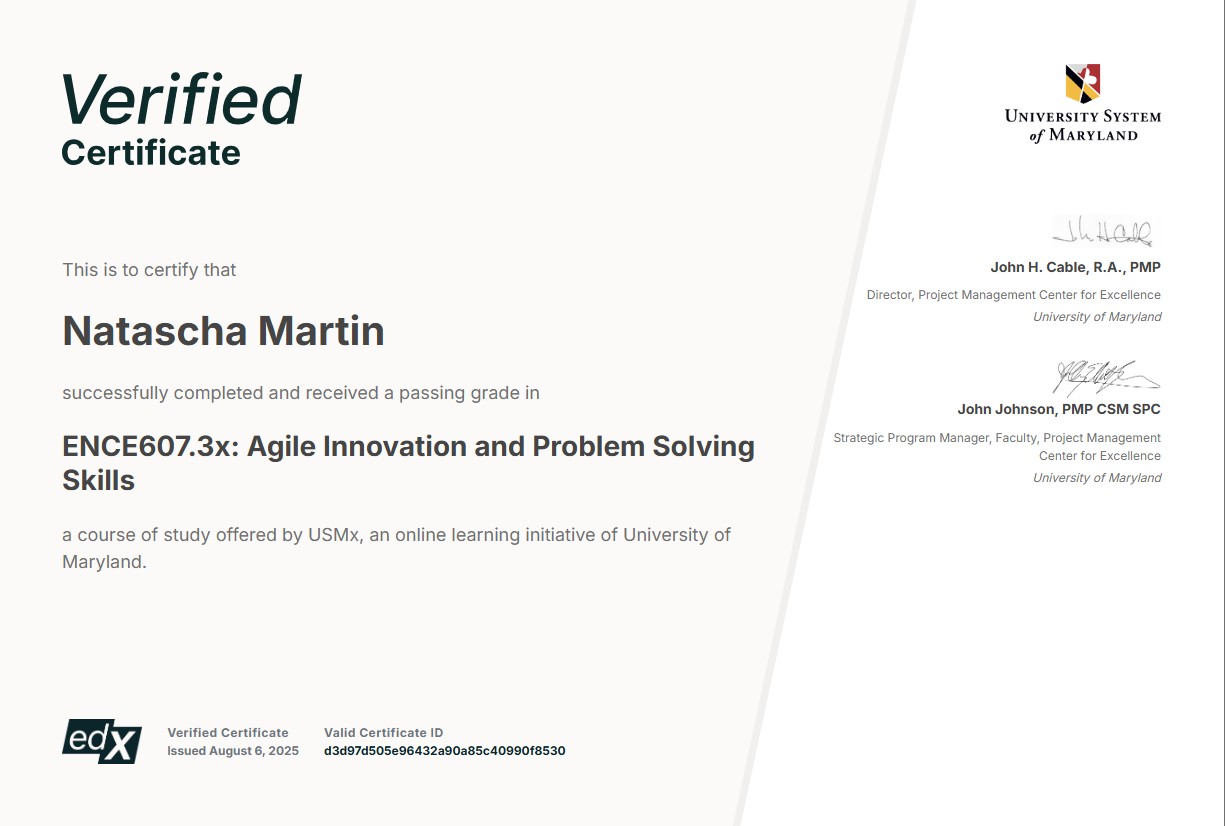 Verified
Certificate
This is to certify that
Natascha Martin
successfully completed and received a passing grade in
ENCE607.3x: Agile Innovation and Problem Solving
Skills
a course of study offered by USMx, an online learning initiative of University of
Maryland.
edX
Verified Certificate
Issued August 6, 2025
Valid Certificate ID
d3d97d505e96432a90a85c40990f8530
UNIVERSITY SYSTEM
of MARYLAND
John H Cable
John H. Cable, R.A., PMP
Director, Project Management Center for Excellence
University of Maryland
John Johnson, PMP CSM SPC
Strategic Program Manager, Faculty, Project Management
Center for Excellence
University of Maryland